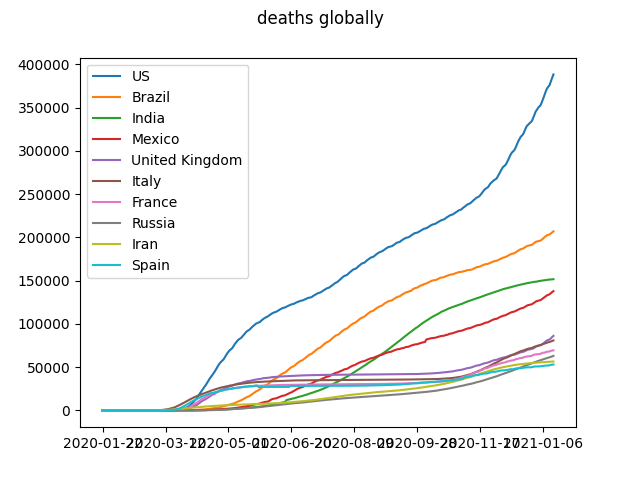 deaths globally
400000
350000
300000
250000
200000
150000
100000
50000
0
US
Brazil
India
Mexico
United Kingdom
Italy
France
Russia
Iran
Spain
2020-01-22 2020-03-12 2020-05-01 2020-06-20 2020-08-09 2020-09-28 2020-11-17 2021-01-06